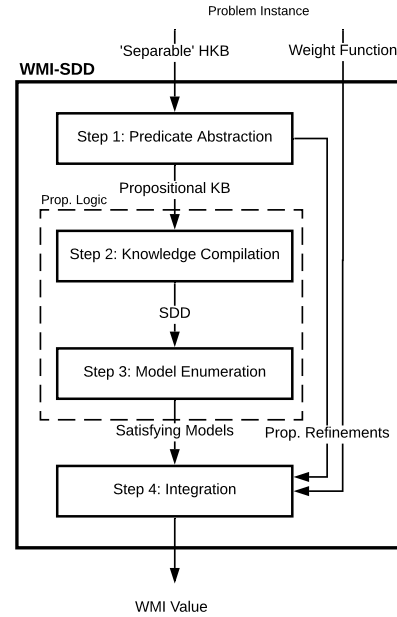 Problem Instance
'Separable' HKB
Weight Function
WMI-SDD
Step 1: Predicate Abstraction
Propositional KB
Prop. Logic
Step 2: Knowledge Compilation
SDD
Step 3: Model Enumeration
Satisfying Models
Prop. Refinements
Step 4: Integration
WMI Value